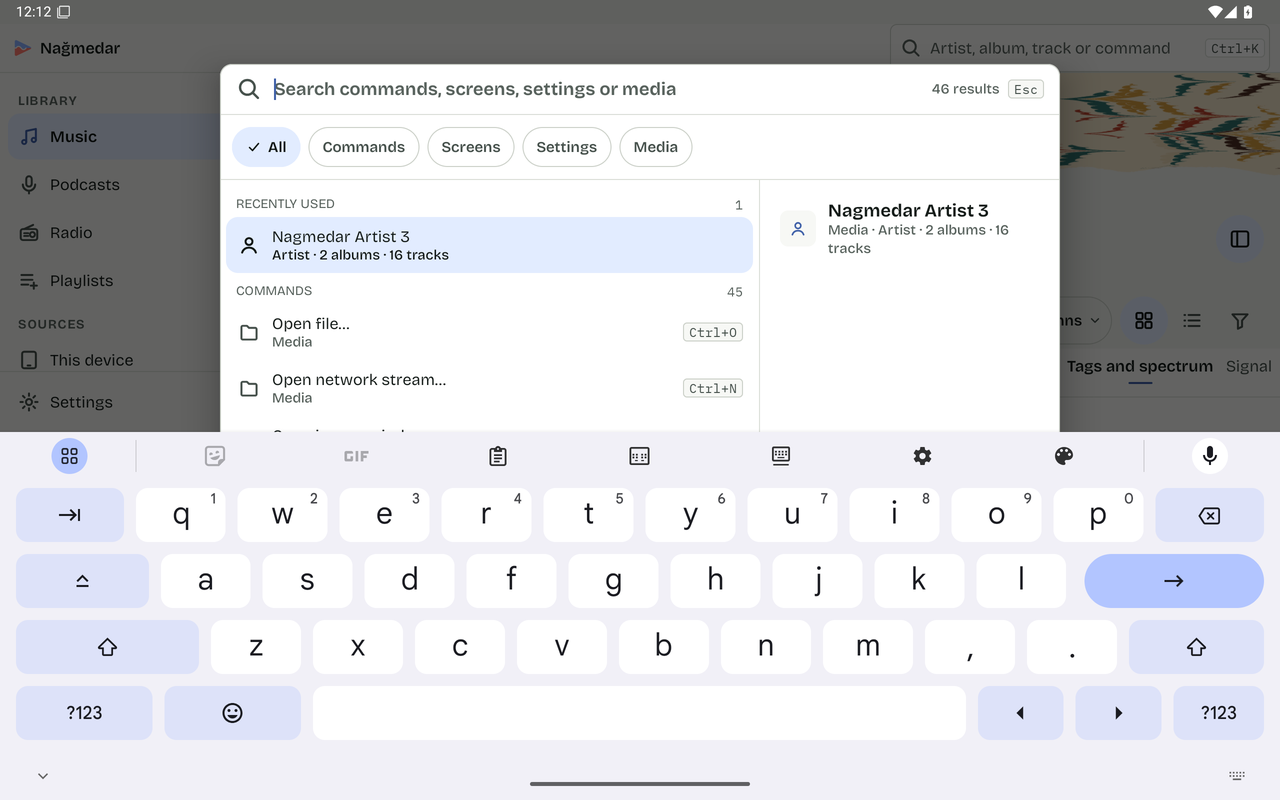 12:12
Nağmedar
Artist, album, track or command
Ctrl+K
Search commands, screens, settings or media
46 results
Esc
LIBRARY
Music
Podcasts
Radio
Playlists
SOURCES
This device
Settings
All
Commands
Screens
Settings
Media
RECENTLY USED
1
Nagmedar Artist 3
Artist · 2 albums · 16 tracks
COMMANDS
45
Open file...
Media
Ctrl+O
Open network stream...
Media
Ctrl+N
Nagmedar Artist 3
Media · Artist · 2 albums · 16
tracks
Tags and spectrum
Signal
GIF
q 1 w 2 e 3 r 4 t 5 y 6 u 7 i 8 o 9 p 0
a s d f g h j k l
z x c v b n m , .
?123
?123